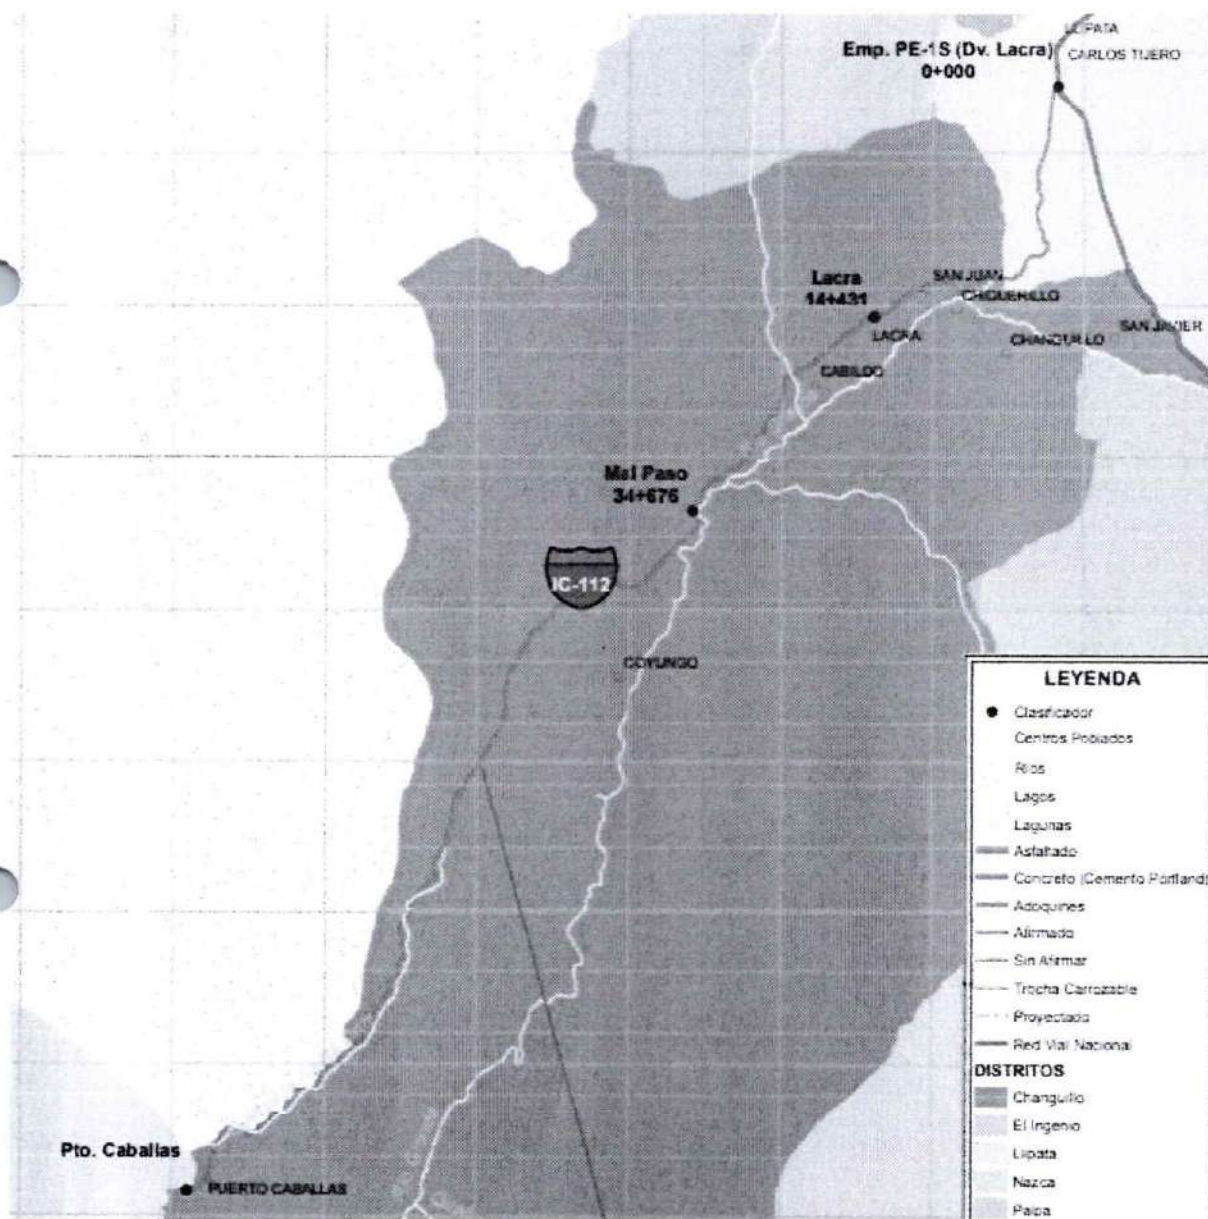 LLIPATA
Emp. PE-1S (Dv. Lacra)
0+000
CARLOS TIJERO
Lacra
14+431
SAN JUAN
CHIGUERILLO
LACRA
CHANGUILLO
SAN JAVIER
CABILDO
Mal Paso
34+676
IC-112
COYUNGO
Pto. Caballas
PUERTO CABALLAS
LEYENDA
Clasificador
Centros Poblados
Rios
Lagos
Lagunas
Asfaltado
Concreto (Cemento Portland)
Adoquines
Afirmado
Sin Afirmar
Trocha Carrozable
Proyectado
Red Vial Nacional
DISTRITOS
Changuillo
El Ingenio
Llipata
Nazca
Palpa